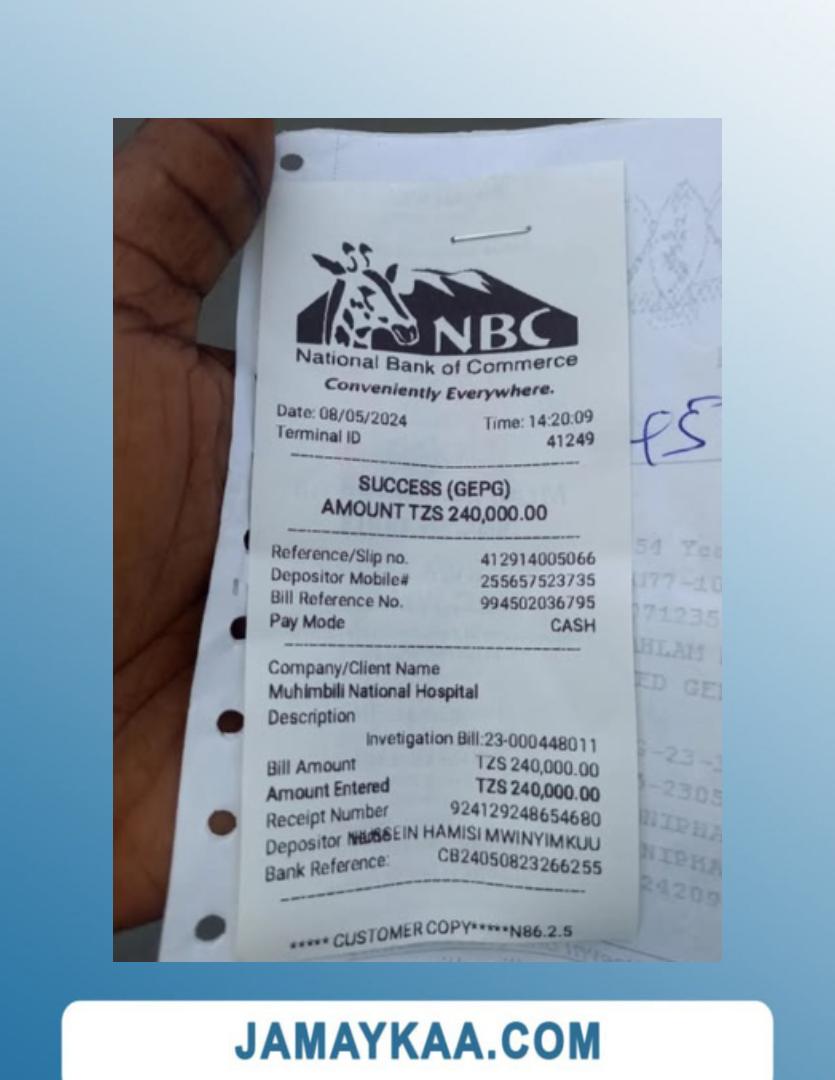 NBC
National Bank of Commerce
Conveniently Everywhere.
Date: 08/05/2024 Time: 14:20:09
Terminal ID 41249
SUCCESS (GEPG)
AMOUNT TZS 240,000.00
Reference/Slip no. 412914005066
Depositor Mobile# 255657523735
Bill Reference No. 994502036795
Pay Mode CASH
Company/Client Name
Muhimbili National Hospital
Description
Invetigation Bill:23-000448011
Bill Amount TZS 240,000.00
Amount Entered TZS 240,000.00
Receipt Number 924129248654680
Depositor HAMISI MWINYIMKUU
Bank Reference: CB24050823266255
***** CUSTOMER COPY*****N86.2.5
JAMAYKAA.COM